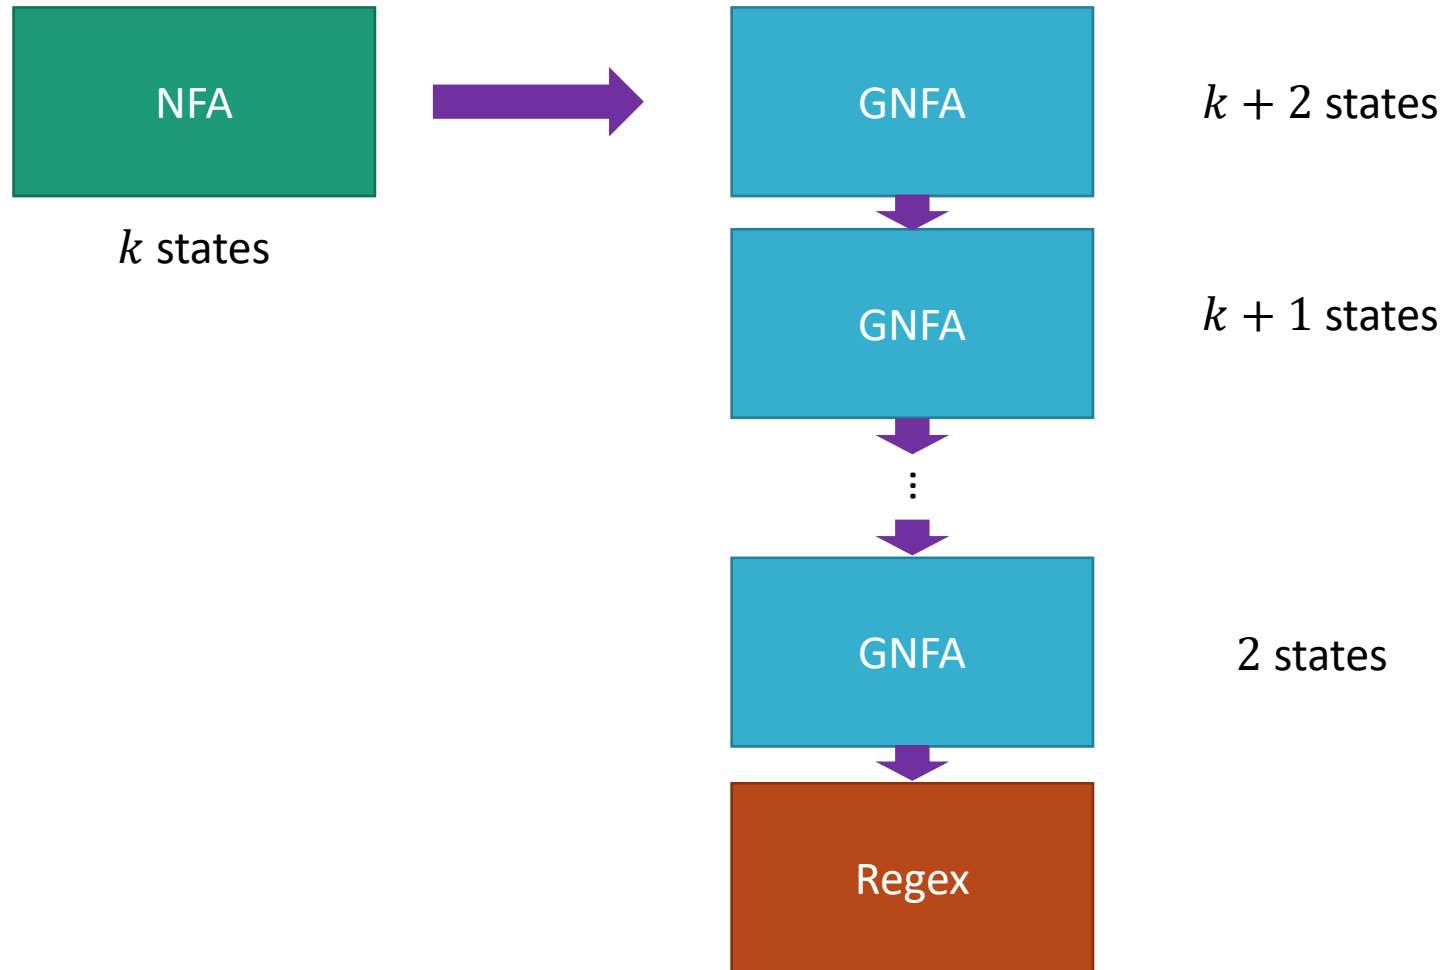 NFA
GNFA
k + 2 states
k states
GNFA
k + 1 states
⋮
GNFA
2 states
Regex